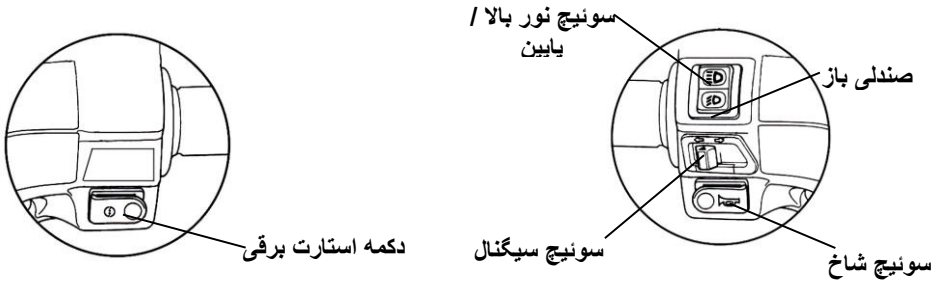 سوئیچ نور بالا /
پایین
صندلی باز
دکمه استارت برقی
سوئیچ سیگنال
سوئیچ شاخ